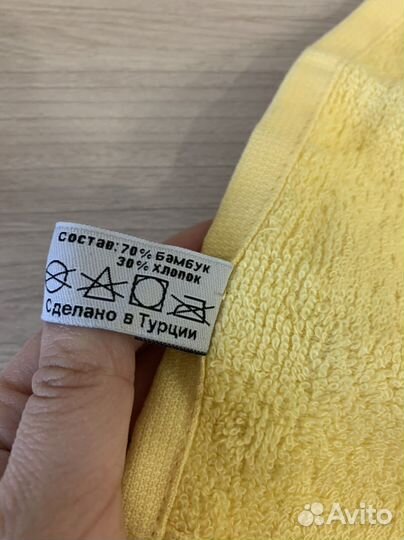 Состав: 70% Бамбук
30% Хлопок
Сделано в Турции
Avito